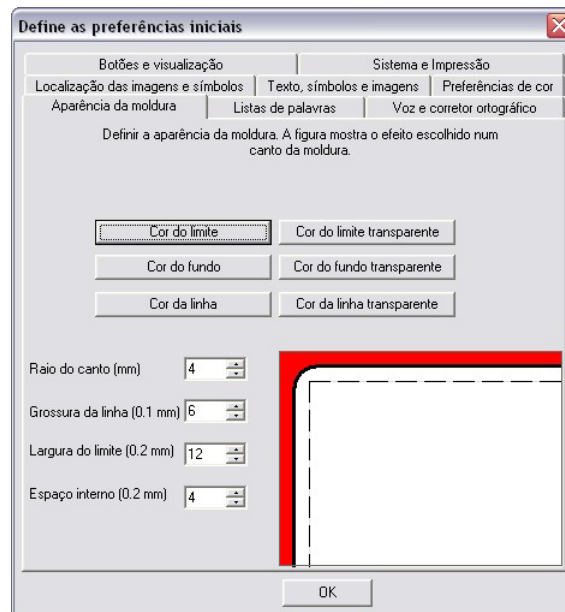 Define as preferências iniciais
Botões e visualização Sistema e Impressão
Localização das imagens e símbolos Texto, símbolos e imagens Preferências de cor
Aparência da moldura Listas de palavras Voz e corretor ortográfico
Definir a aparência da moldura. A figura mostra o efeito escolhido num
canto da moldura.
Cor do limite Cor do limite transparente
Cor do fundo Cor do fundo transparente
Cor da linha Cor da linha transparente
Raio do canto (mm) 4
Grossura da linha (0.1 mm) 6
Largura do limite (0.2 mm) 12
Espaço interno (0.2 mm) 4
OK